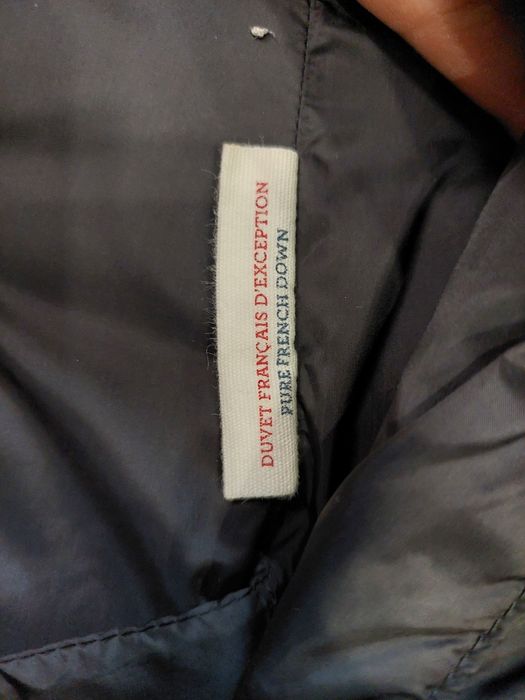 DUVET FRANÇAIS D'EXCEPTION
PURE FRENCH DOWN